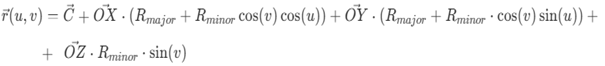 r⃗(u,v) = C⃗ + OX⃗ · (R_major + R_minor cos(v) cos(u)) + OY⃗ · (R_major + R_minor · cos(v) sin(u)) +
+ OZ⃗ · R_minor · sin(v)